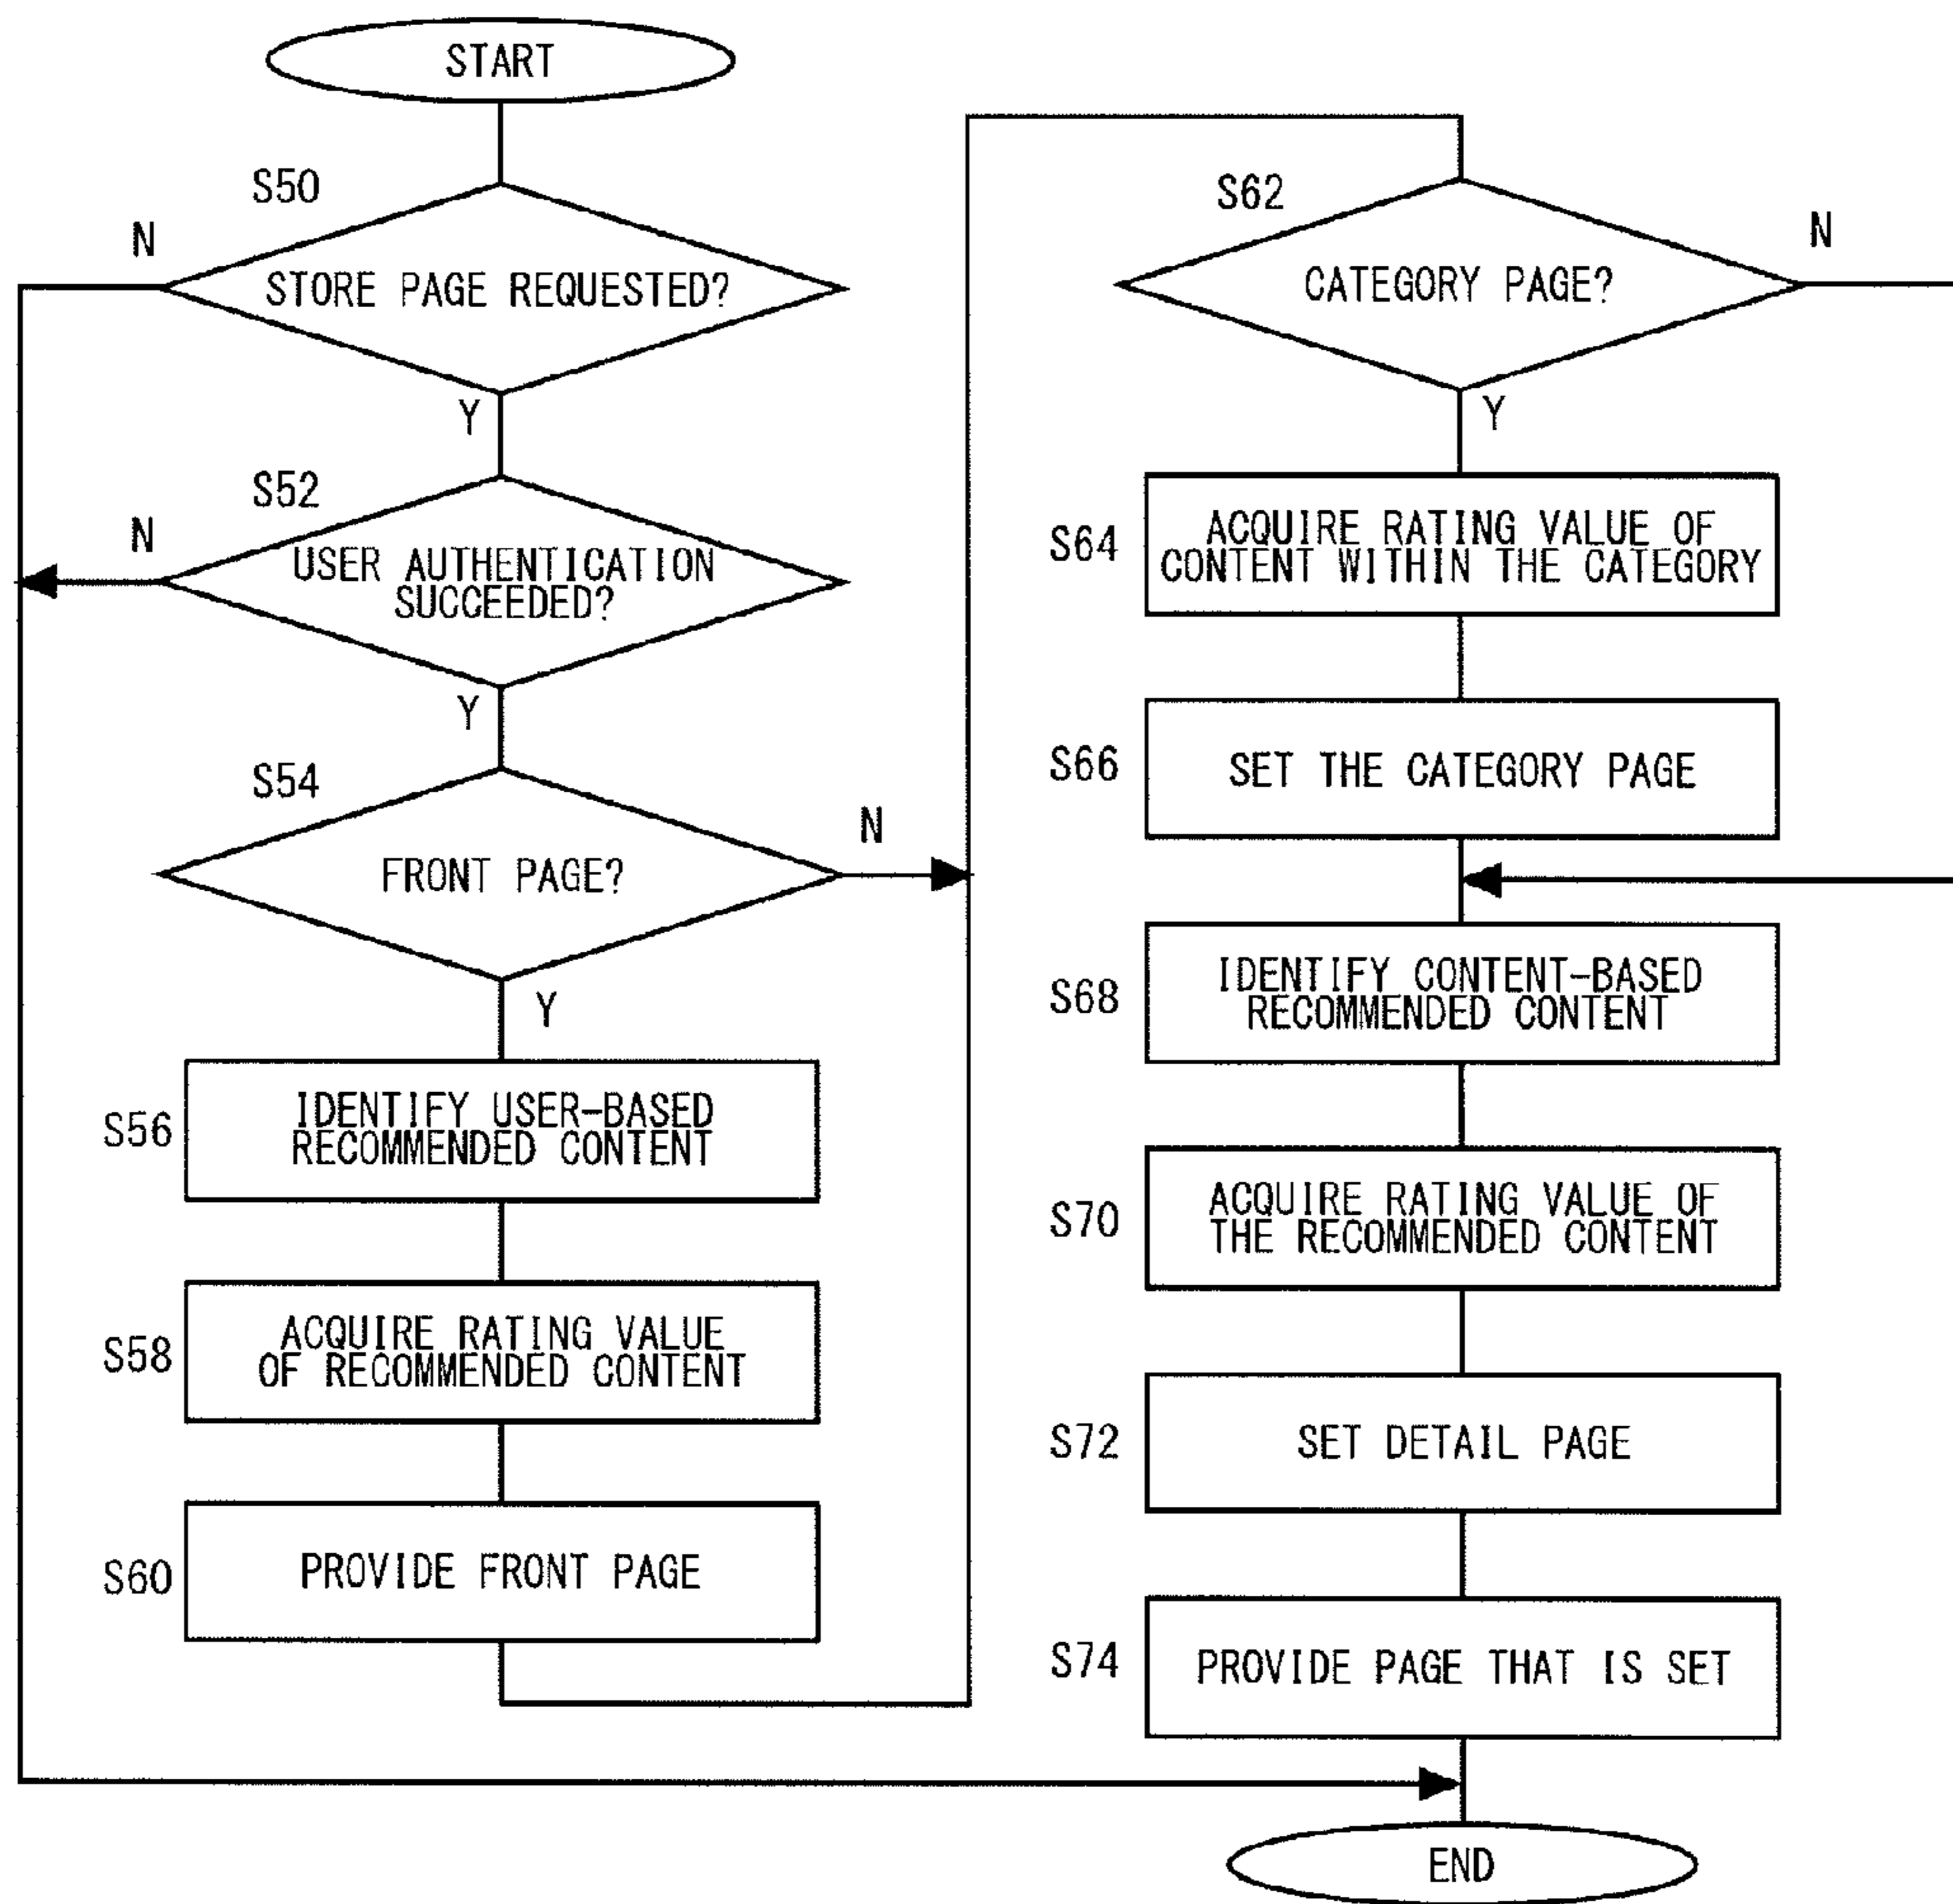 START
S50
N
STORE PAGE REQUESTED?
Y
S52
N
USER AUTHENTICATION
SUCCEEDED?
Y
S54
N
FRONT PAGE?
Y
S56
IDENTIFY USER-BASED
RECOMMENDED CONTENT
S58
ACQUIRE RATING VALUE
OF RECOMMENDED CONTENT
S60
PROVIDE FRONT PAGE
S62
N
CATEGORY PAGE?
Y
S64
ACQUIRE RATING VALUE OF
CONTENT WITHIN THE CATEGORY
S66
SET THE CATEGORY PAGE
S68
IDENTIFY CONTENT-BASED
RECOMMENDED CONTENT
S70
ACQUIRE RATING VALUE OF
THE RECOMMENDED CONTENT
S72
SET DETAIL PAGE
S74
PROVIDE PAGE THAT IS SET
END